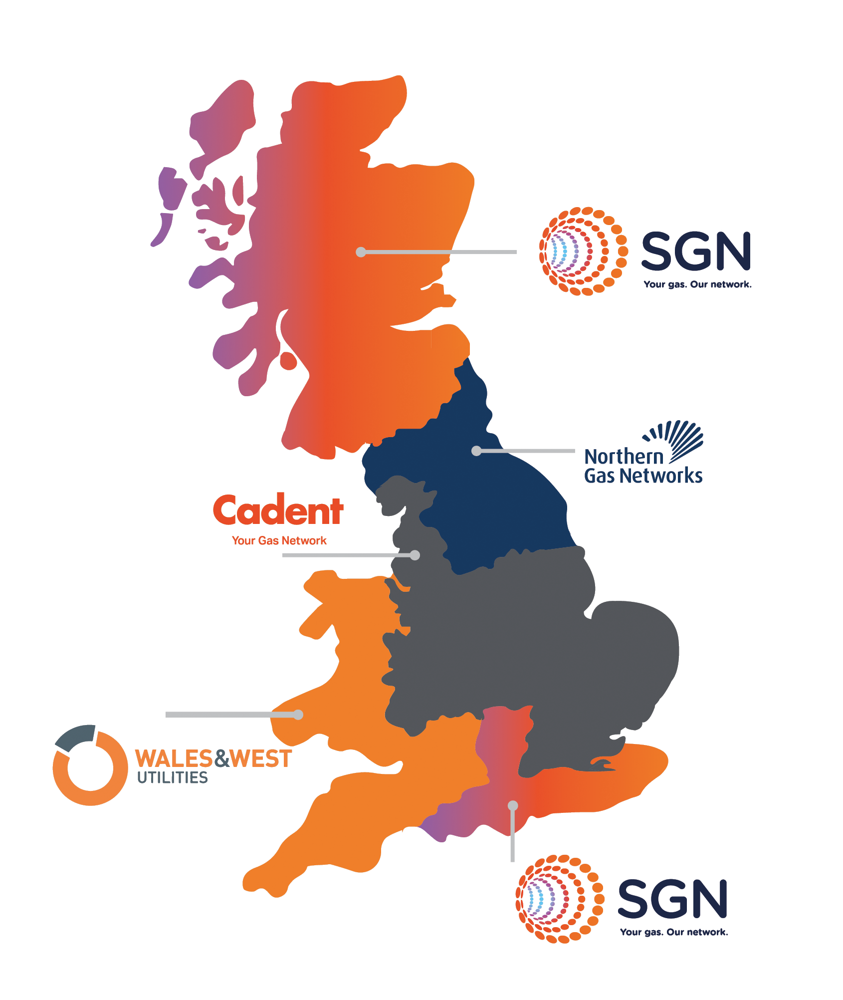 SGN
Your gas. Our network.
Northern
Gas Networks
Cadent
Your Gas Network
WALES&WEST
UTILITIES
SGN
Your gas. Our network.